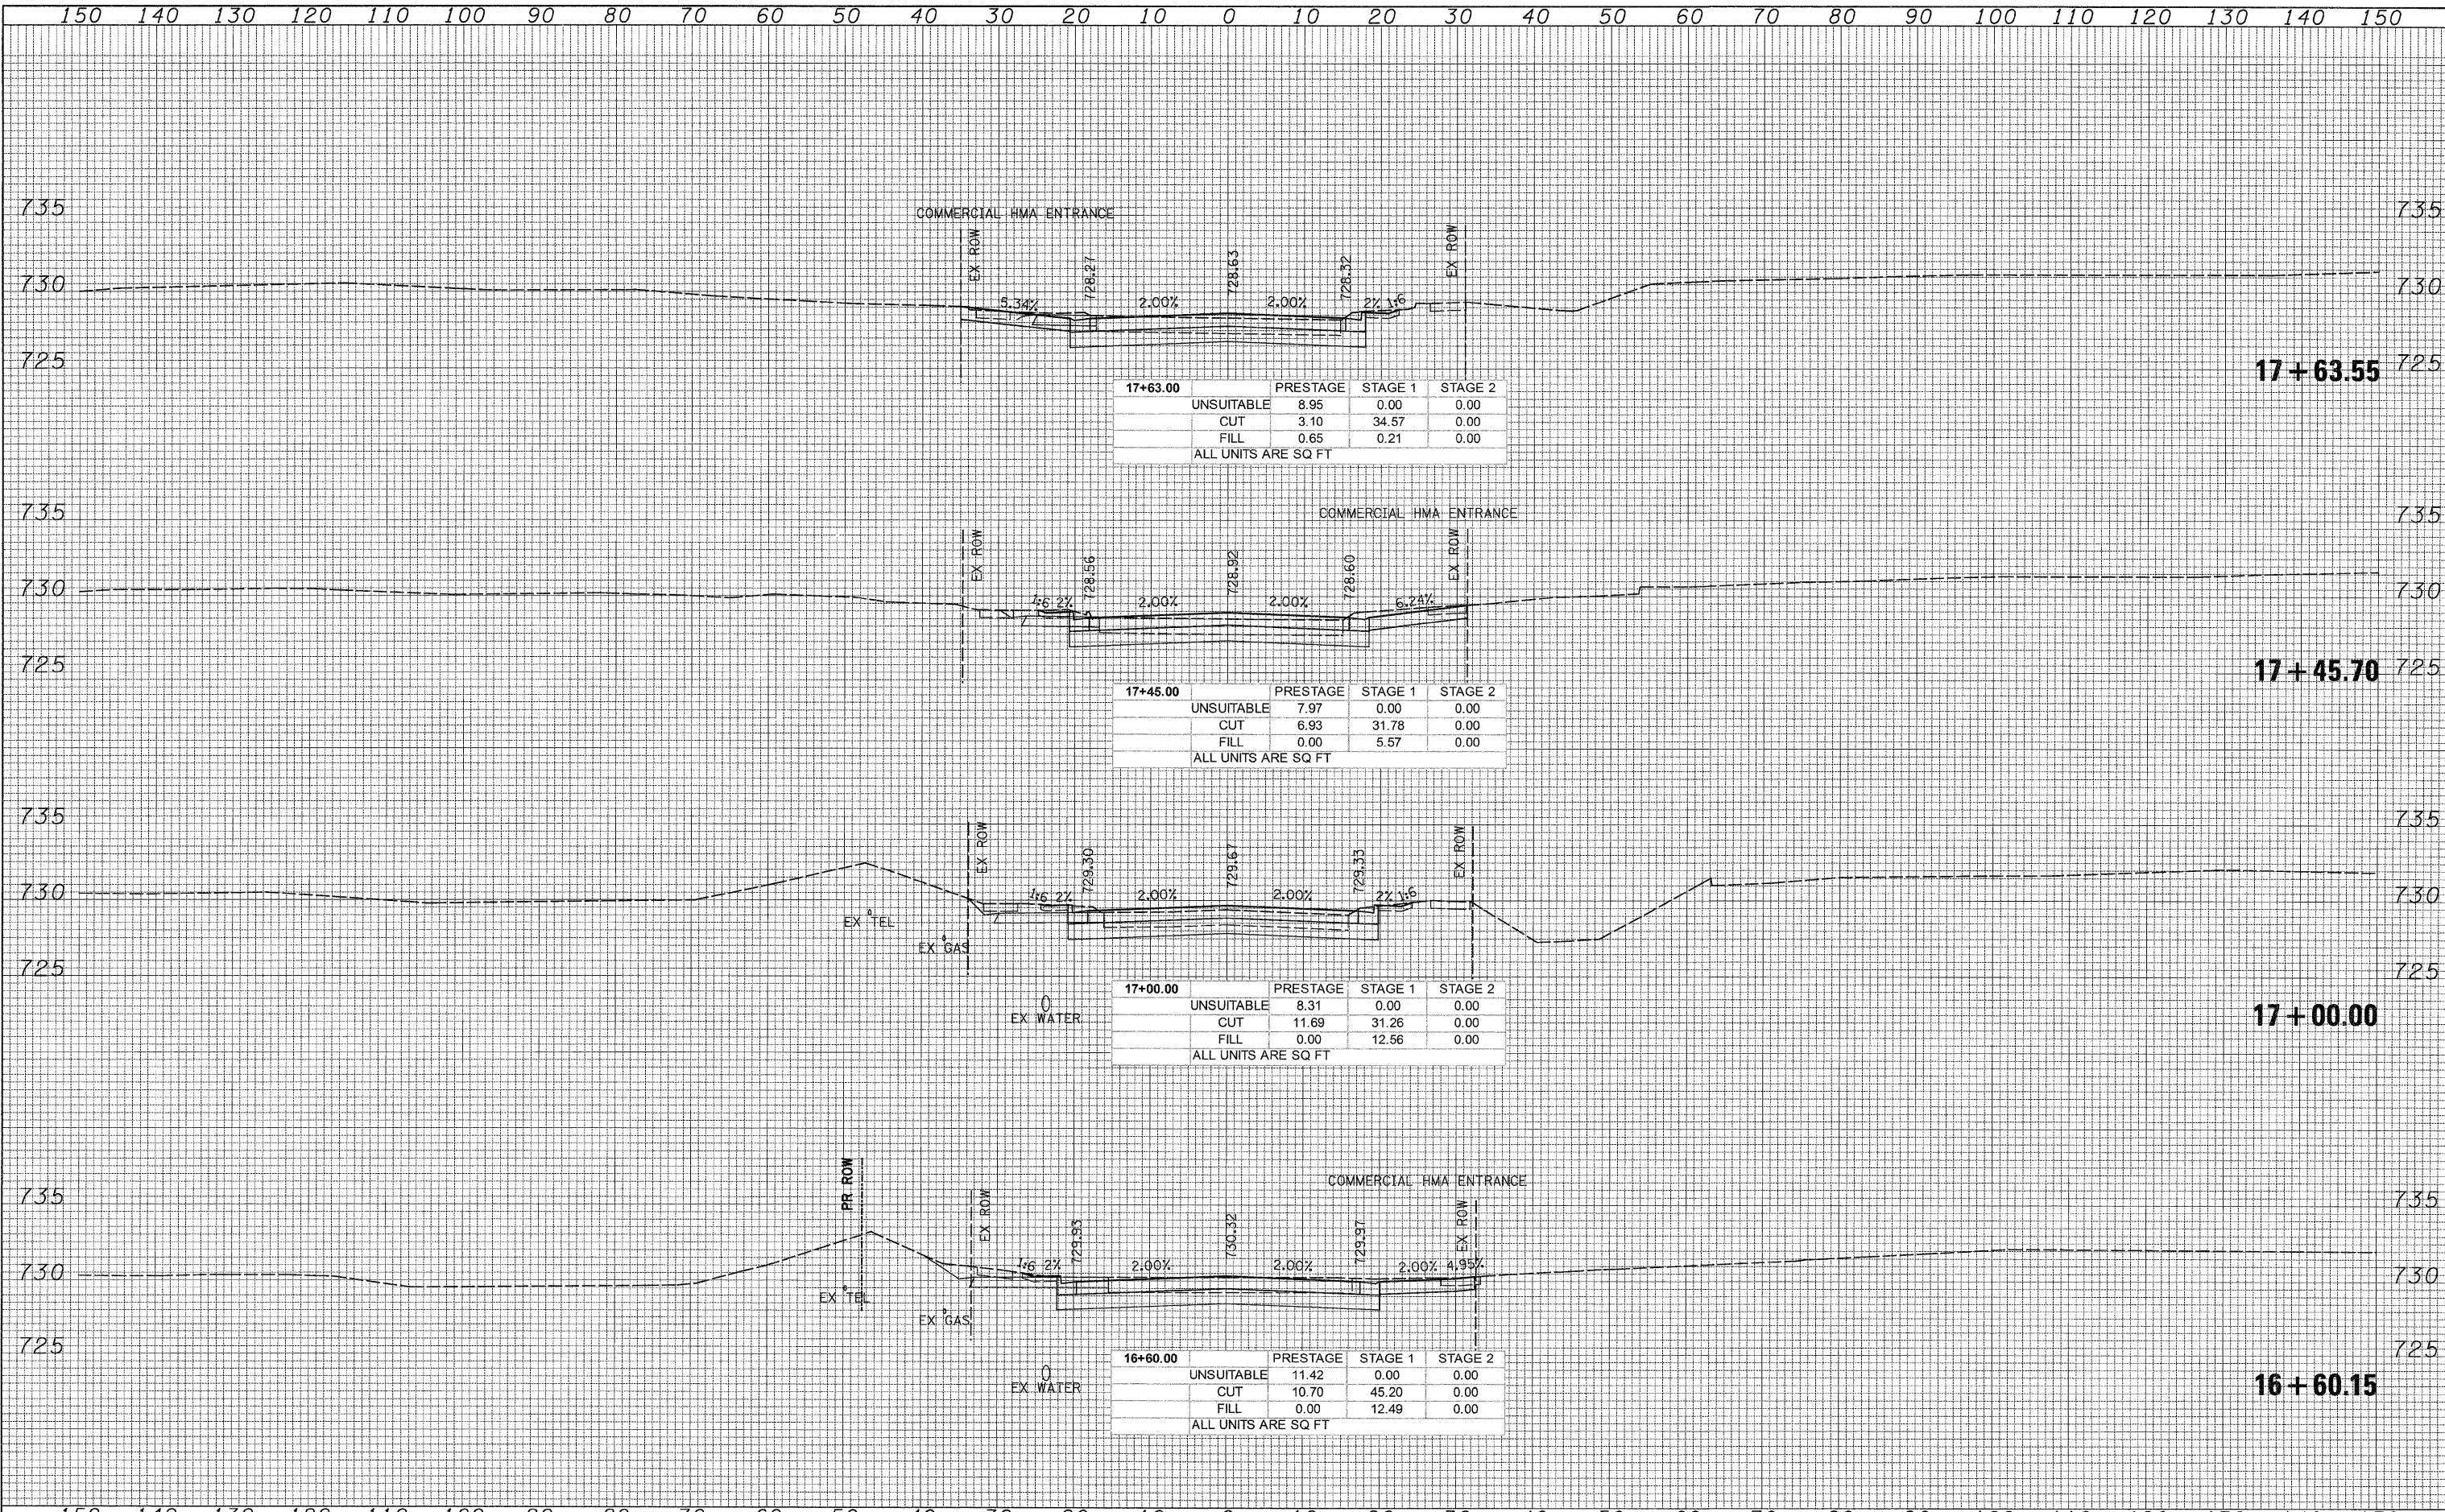 150 140 130 120 110 100 90 80 70 60 50 40 30 20 10 0 10 20 30 40 50 60 70 80 90 100 110 120 130 140 150
735 735
COMMERCIAL HMA ENTRANCE
EX ROW 728.27 728.63 728.32 EX ROW
730 730
5.34% 2.00% 2.00% 2% 1:6
725 725
17+63.55
17+63.00 PRESTAGE STAGE 1 STAGE 2
UNSUITABLE 8.95 0.00 0.00
CUT 3.10 34.57 0.00
FILL 0.65 0.21 0.00
ALL UNITS ARE SQ FT
735 735
COMMERCIAL HMA ENTRANCE
EX ROW 728.56 728.92 728.60 EX ROW
730 730
1:6 2% 2.00% 2.00% 6.24%
725 725
17+45.70
17+45.00 PRESTAGE STAGE 1 STAGE 2
UNSUITABLE 7.97 0.00 0.00
CUT 6.93 31.78 0.00
FILL 0.00 5.57 0.00
ALL UNITS ARE SQ FT
735 735
EX ROW 729.30 729.67 729.33 EX ROW
730 730
1:6 2% 2.00% 2.00% 2% 1:6
EX TEL
EX GAS
725 725
17+00.00 PRESTAGE STAGE 1 STAGE 2
UNSUITABLE 8.31 0.00 0.00
EX WATER
17+00.00
CUT 11.69 31.26 0.00
FILL 0.00 12.56 0.00
ALL UNITS ARE SQ FT
PR ROW
COMMERCIAL HMA ENTRANCE
735 735
EX ROW 729.93 730.32 729.97 EX ROW
730 730
1:6 2% 2.00% 2.00% 2.00% 4.95%
EX TEL
EX GAS
725 725
16+60.00 PRESTAGE STAGE 1 STAGE 2
UNSUITABLE 11.42 0.00 0.00
EX WATER
16+60.15
CUT 10.70 45.20 0.00
FILL 0.00 12.49 0.00
ALL UNITS ARE SQ FT